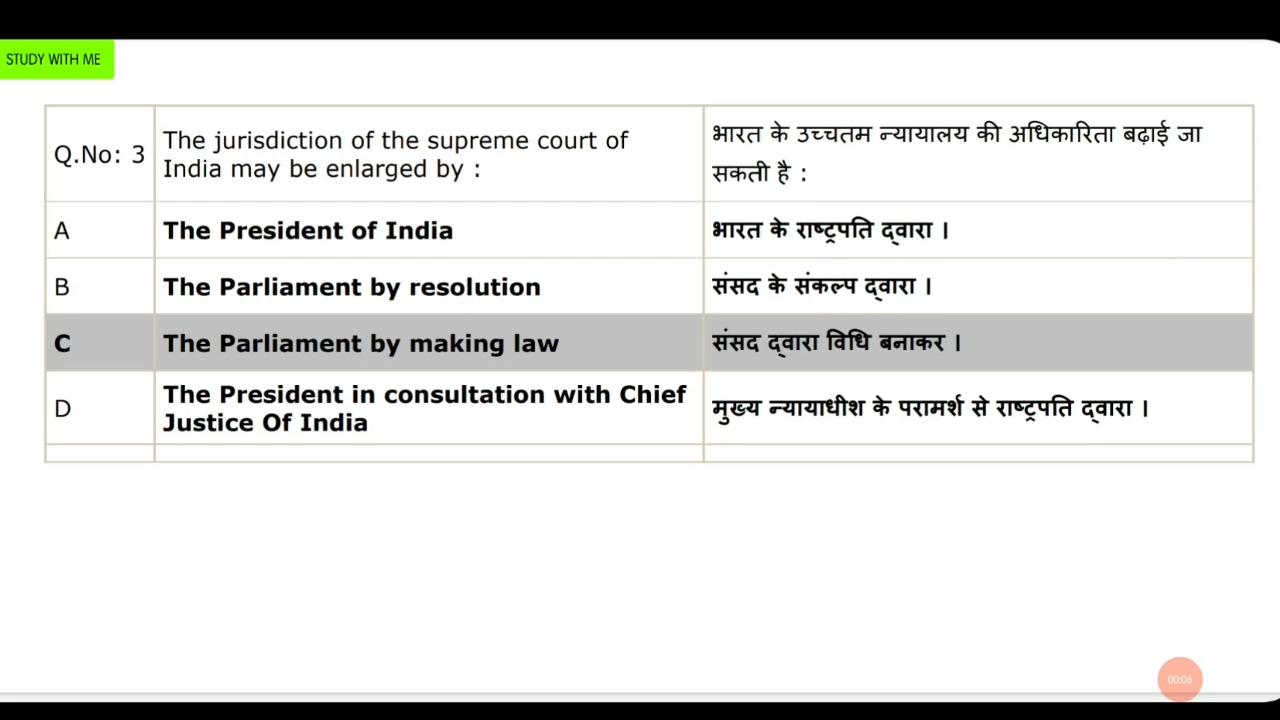 STUDY WITH ME
Q.No: 3
The jurisdiction of the supreme court of
India may be enlarged by :
भारत के उच्चतम न्यायालय की अधिकारिता बढ़ाई जा
सकती है :
A
The President of India
भारत के राष्ट्रपति द्वारा ।
B
The Parliament by resolution
संसद के संकल्प द्वारा ।
C
The Parliament by making law
संसद द्वारा विधि बनाकर ।
D
The President in consultation with Chief
Justice Of India
मुख्य न्यायाधीश के परामर्श से राष्ट्रपति द्वारा ।
00:06